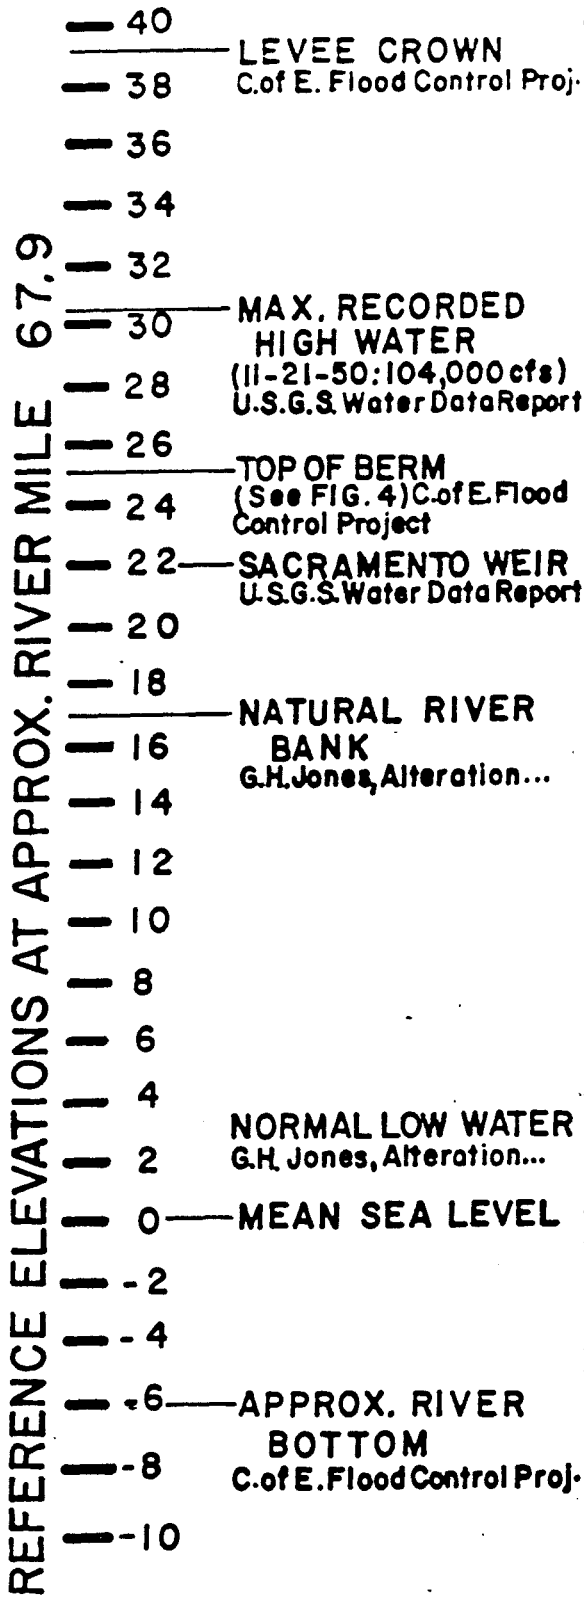 REFERENCE ELEVATIONS AT APPROX. RIVER MILE 67.9
40
LEVEE CROWN
C.of E. Flood Control Proj.
38
36
34
32
MAX. RECORDED
30
HIGH WATER
(11-21-50:104,000 cfs)
28
U.S.G.S. Water Data Report
26
TOP OF BERM
(See FIG. 4) C.of E. Flood
24
Control Project
22
SACRAMENTO WEIR
U.S.G.S. Water Data Report
20
18
NATURAL RIVER
16
BANK
G.H. Jones, Alteration...
14
12
10
8
6
4
NORMAL LOW WATER
2
G.H. Jones, Alteration...
0
MEAN SEA LEVEL
-2
-4
-6
APPROX. RIVER
BOTTOM
-8
C.of E. Flood Control Proj.
-10